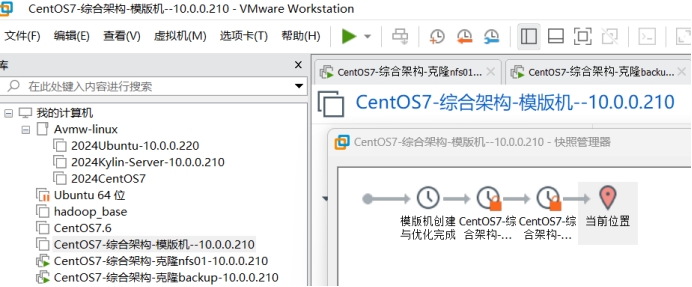 CentOS7-综合架构-模版机--10.0.0.210 - VMware Workstation
文件(F) 编辑(E) 查看(V) 虚拟机(M) 选项卡(T) 帮助(H)
库
在此处键入内容进行搜索
我的计算机
Avmw-linux
2024Ubuntu-10.0.0.220
2024Kylin-Server-10.0.0.210
2024CentOS7
Ubuntu 64 位
hadoop_base
CentOS7.6
CentOS7-综合架构-模版机--10.0.0.210
CentOS7-综合架构-克隆nfs01-10.0.0.210
CentOS7-综合架构-克隆backup-10.0.0.210
CentOS7-综合架构-克隆nfs01...
CentOS7-综合架构-克隆backu...
CentOS7-综合架构-模版机--10.0.0.210
CentOS7-综合架构-模版机--10.0.0.210 - 快照管理器
模版机创建
与优化完成
CentOS7-综
合架构-...
CentOS7-综
合架构-...
当前位置